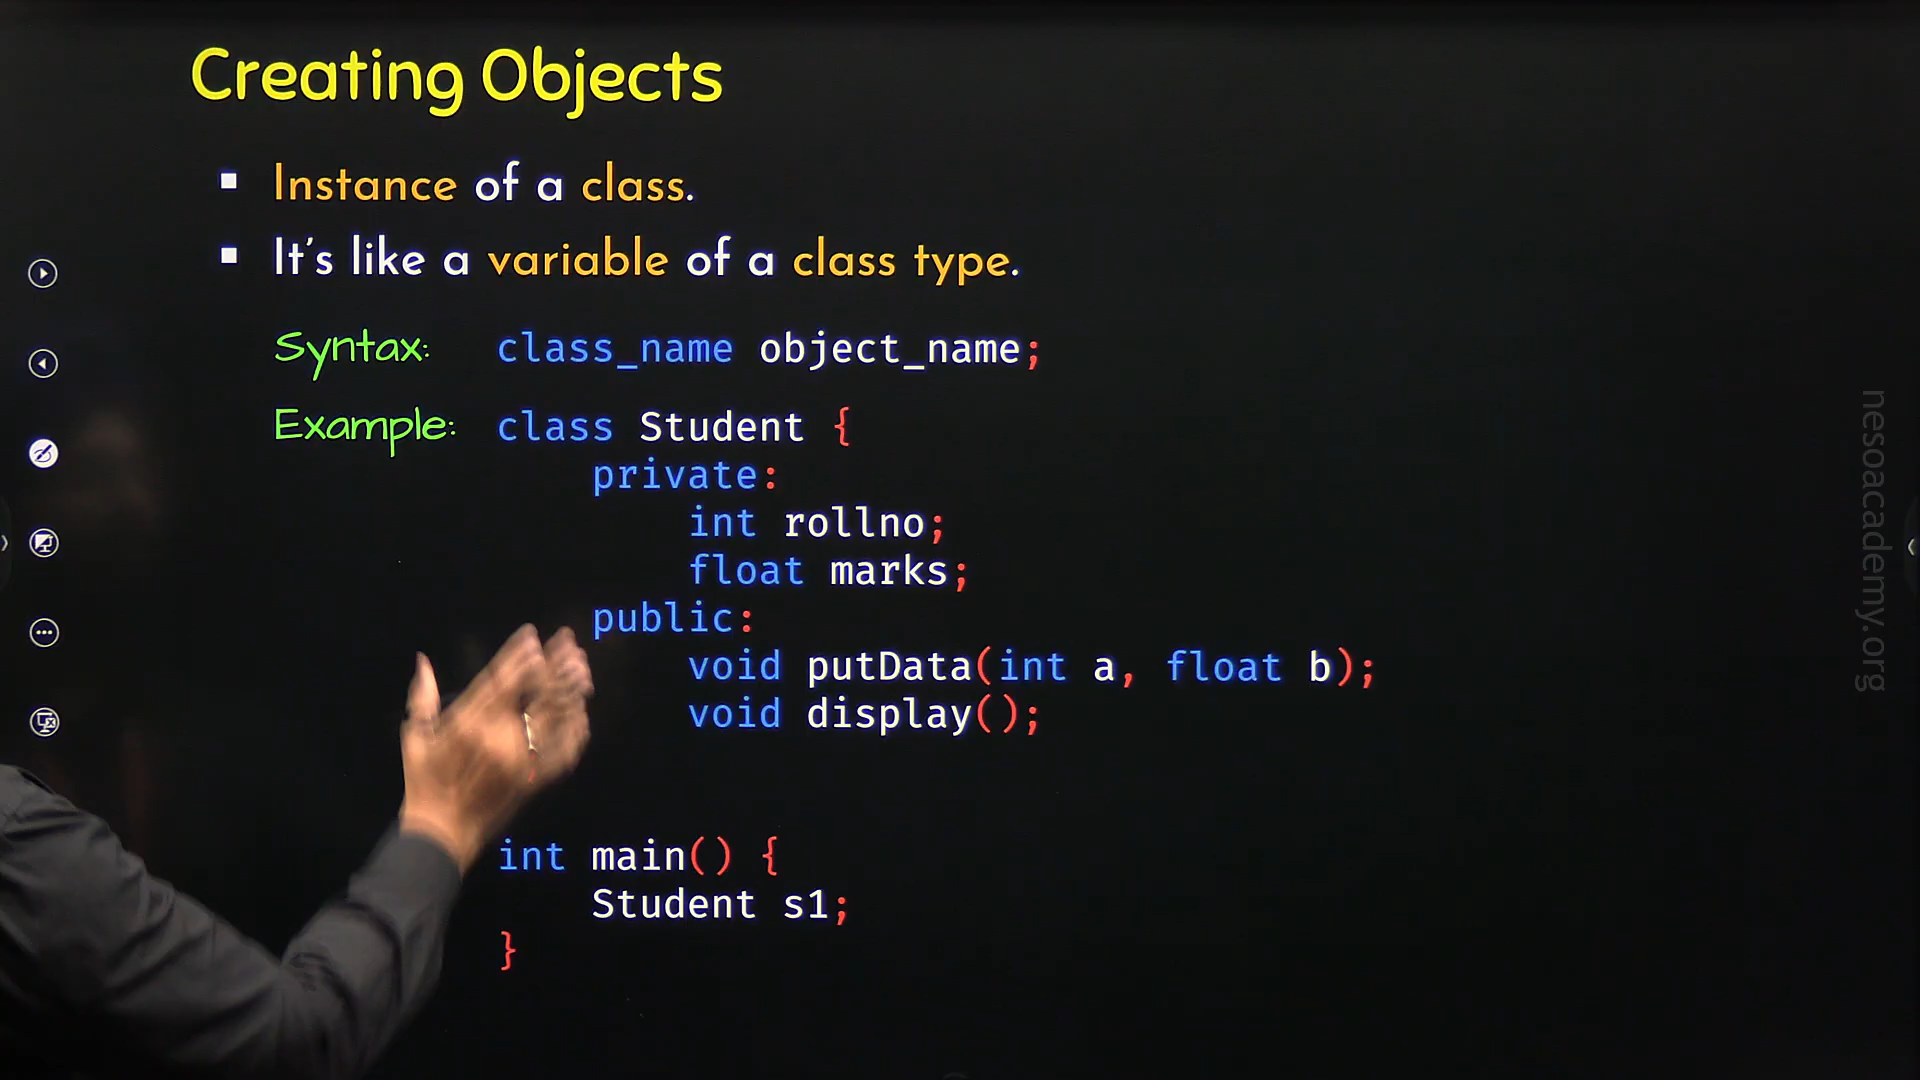 Creating Objects
▪ Instance of a class.
▪ It's like a variable of a class type.
Syntax: class_name object_name;
Example: class Student {
private:
int rollno;
float marks;
public:
void putData(int a, float b);
void display();
int main() {
Student s1;
}
nesoacademy.org